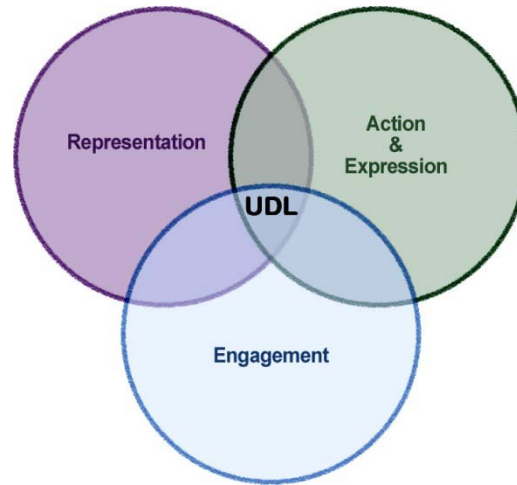 Representation
Action
&
Expression
UDL
Engagement